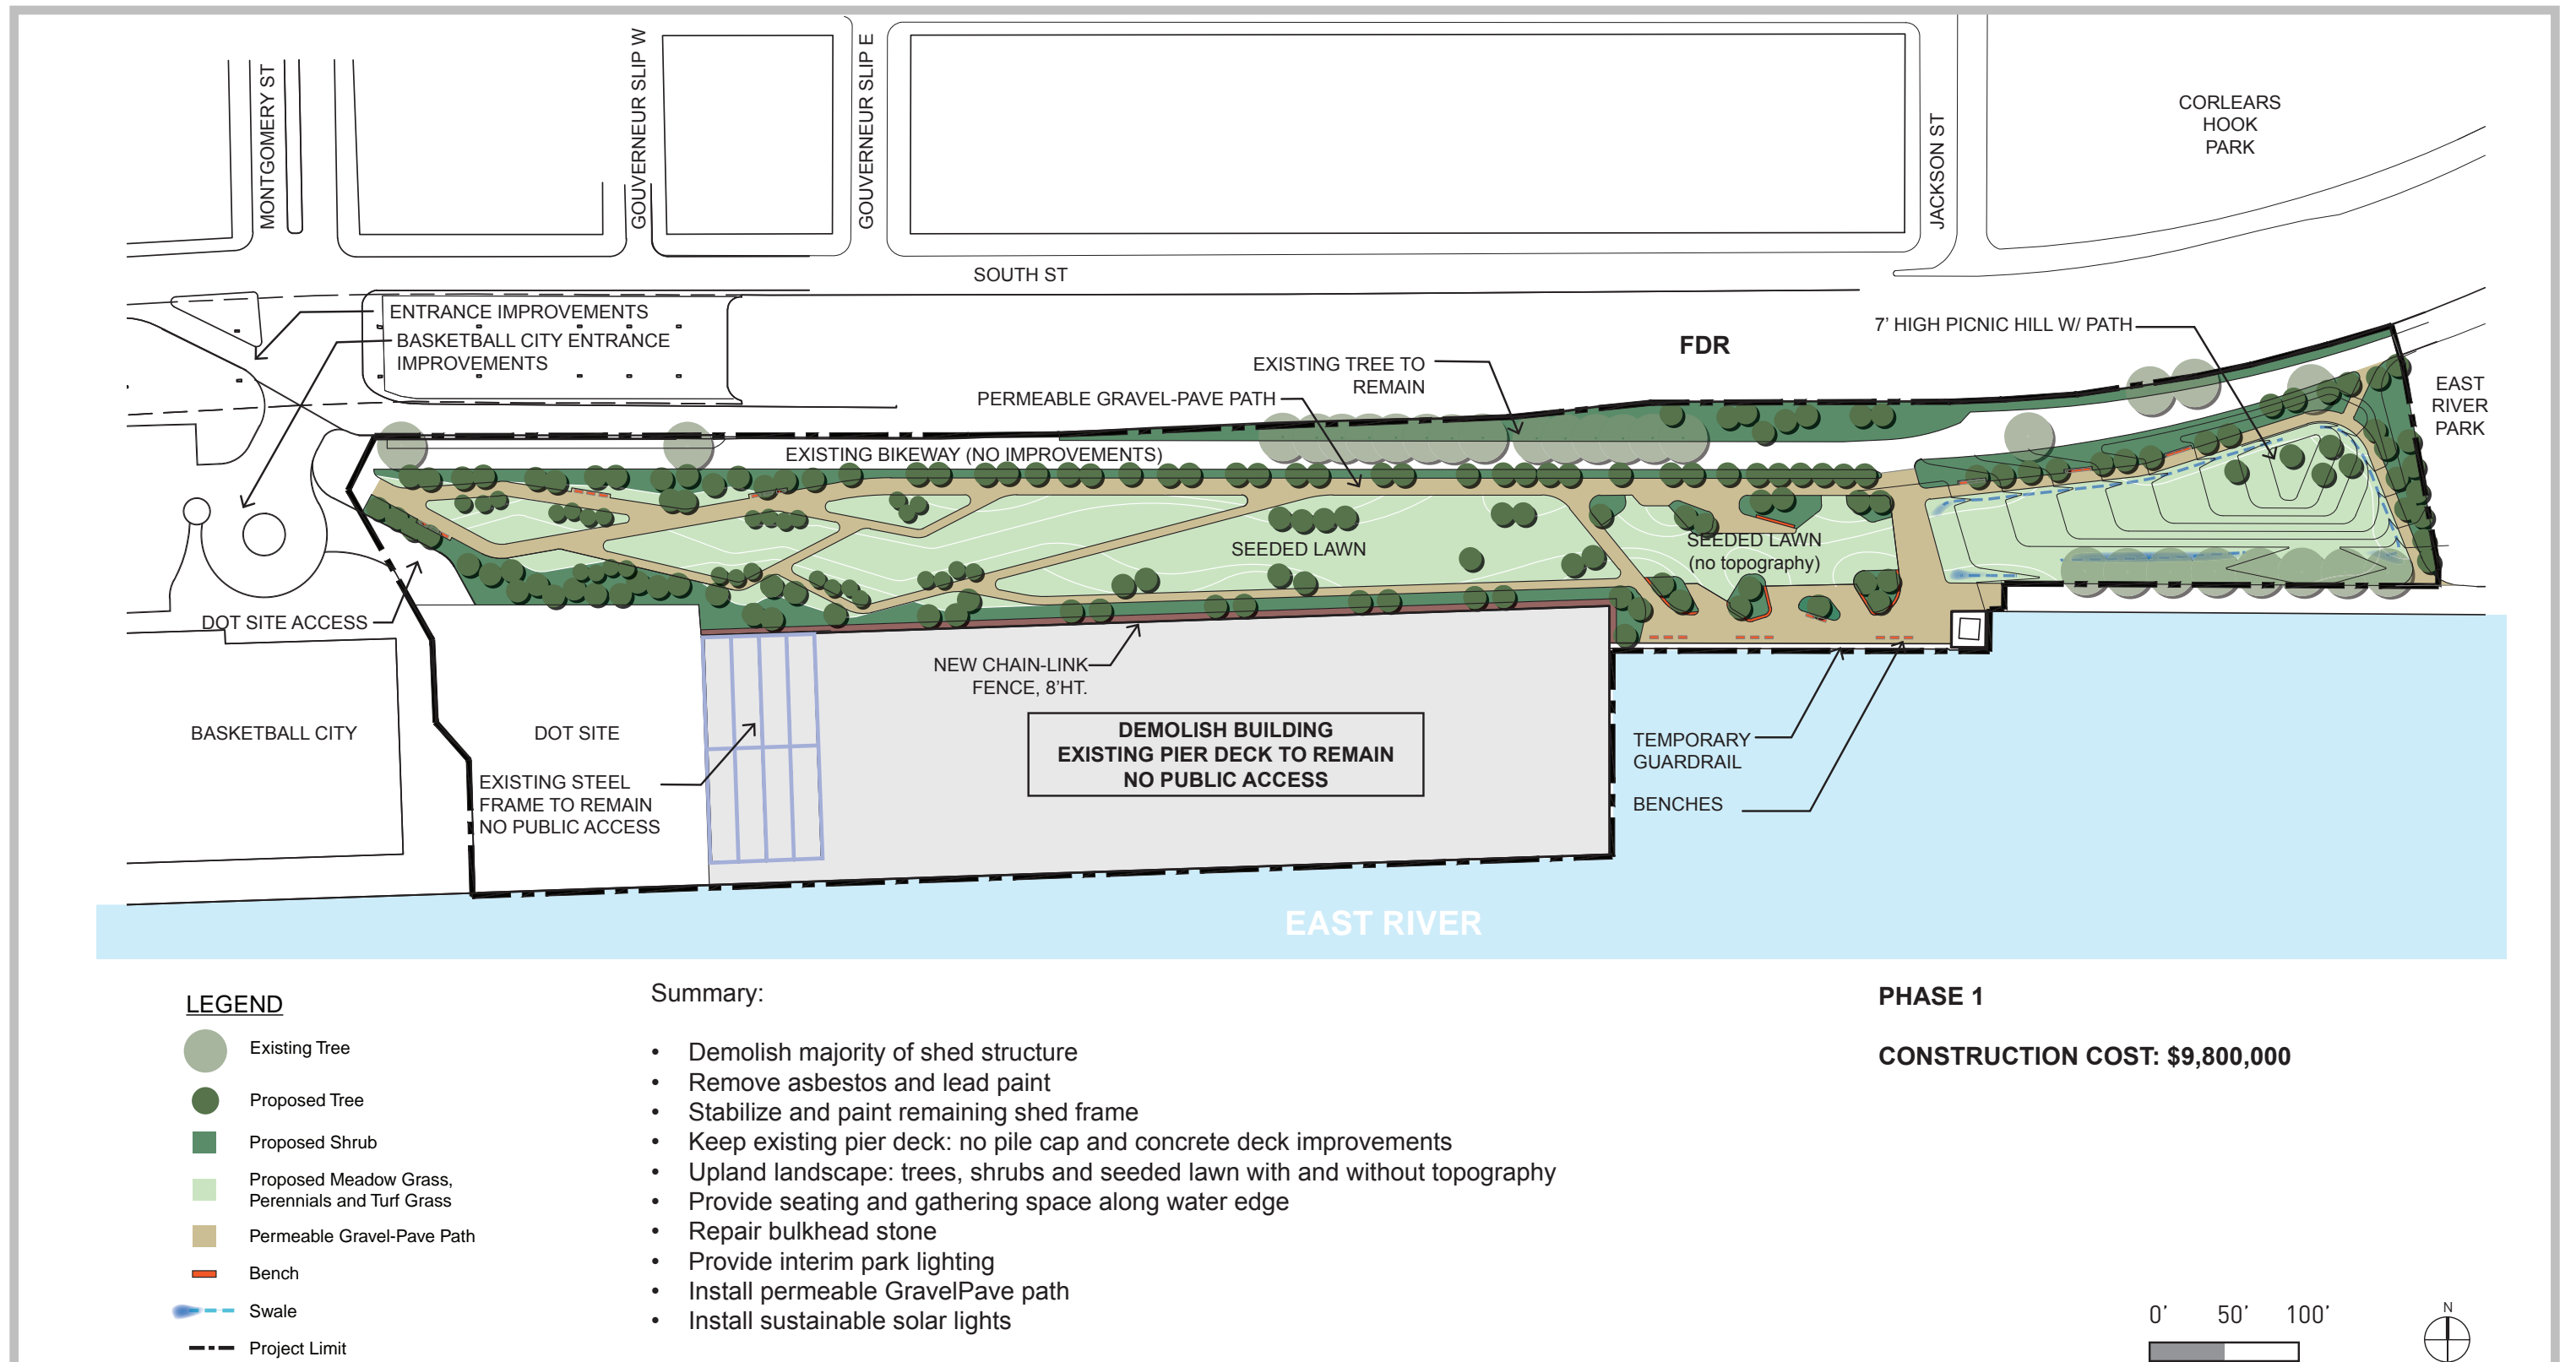 MONTGOMERY ST
GOUVERNEUR SLIP W
GOUVERNEUR SLIP E
JACKSON ST
CORLEARS
HOOK
PARK
SOUTH ST
ENTRANCE IMPROVEMENTS
BASKETBALL CITY ENTRANCE
IMPROVEMENTS
7’ HIGH PICNIC HILL W/ PATH
FDR
EXISTING TREE TO
REMAIN
PERMEABLE GRAVEL-PAVE PATH
EAST
RIVER
PARK
EXISTING BIKEWAY (NO IMPROVEMENTS)
SEEDED LAWN
SEEDED LAWN
(no topography)
DOT SITE ACCESS
NEW CHAIN-LINK
FENCE, 8’HT.
BASKETBALL CITY
DOT SITE
DEMOLISH BUILDING
EXISTING PIER DECK TO REMAIN
NO PUBLIC ACCESS
TEMPORARY
GUARDRAIL
BENCHES
EXISTING STEEL
FRAME TO REMAIN
NO PUBLIC ACCESS
EAST RIVER
LEGEND
Existing Tree
Proposed Tree
Proposed Shrub
Proposed Meadow Grass,
Perennials and Turf Grass
Permeable Gravel-Pave Path
Bench
Swale
Project Limit
Summary:
• Demolish majority of shed structure
• Remove asbestos and lead paint
• Stabilize and paint remaining shed frame
• Keep existing pier deck: no pile cap and concrete deck improvements
• Upland landscape: trees, shrubs and seeded lawn with and without topography
• Provide seating and gathering space along water edge
• Repair bulkhead stone
• Provide interim park lighting
• Install permeable GravelPave path
• Install sustainable solar lights
PHASE 1
CONSTRUCTION COST: $9,800,000
0’ 50’ 100’
N